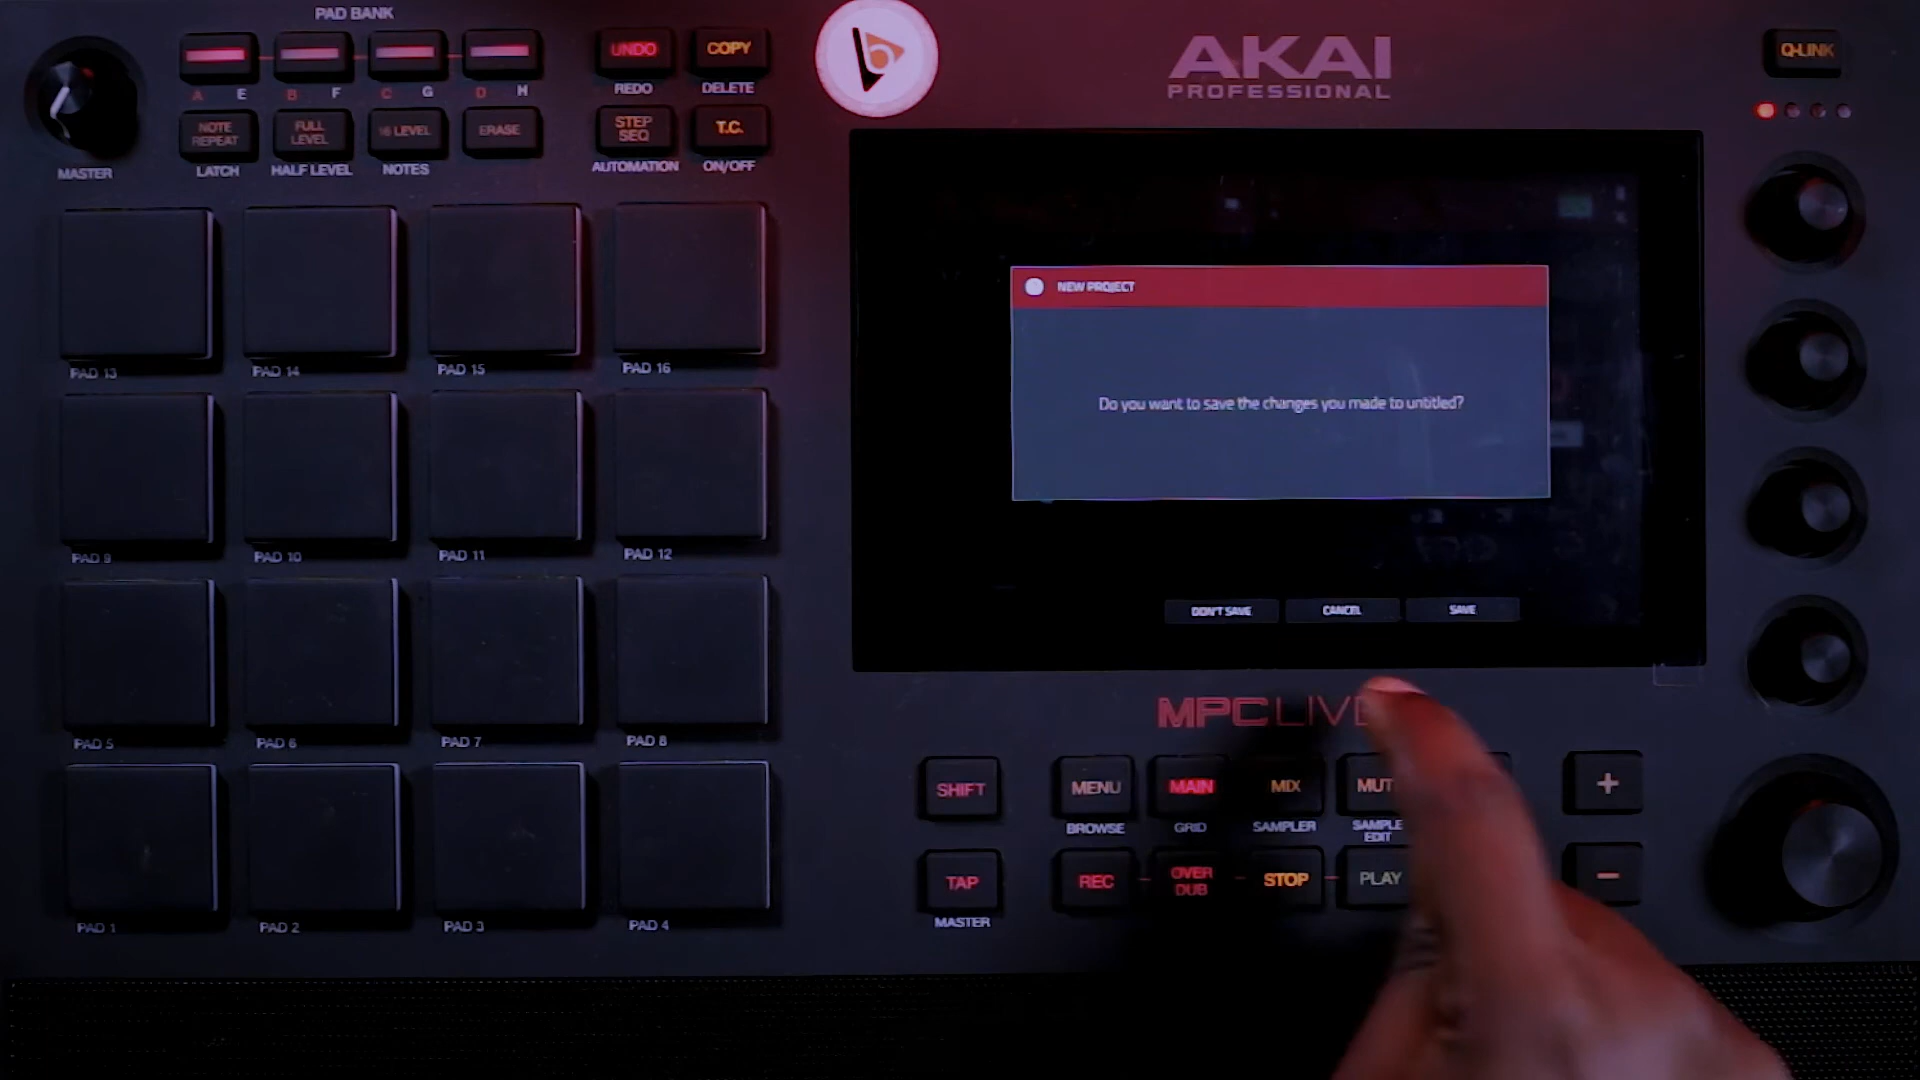 PAD BANK
A E B F C G D H
UNDO COPY
REDO DELETE
NOTE REPEAT
FULL LEVEL
16 LEVEL
ERASE
STEP SEQ
T.C.
LATCH HALF LEVEL NOTES
AUTOMATION ON/OFF
MASTER
AKAI
PROFESSIONAL
Q-LINK
NEW PROJECT
Do you want to save the changes you made to untitled?
DON'T SAVE CANCEL SAVE
PAD 13 PAD 14 PAD 15 PAD 16
PAD 9 PAD 10 PAD 11 PAD 12
PAD 5 PAD 6 PAD 7 PAD 8
PAD 1 PAD 2 PAD 3 PAD 4
MPC LIVE
SHIFT MENU MAIN MIX MUT
BROWSE GRID SAMPLER SAMPLE EDIT
+
TAP REC OVER DUB STOP PLAY
-
MASTER